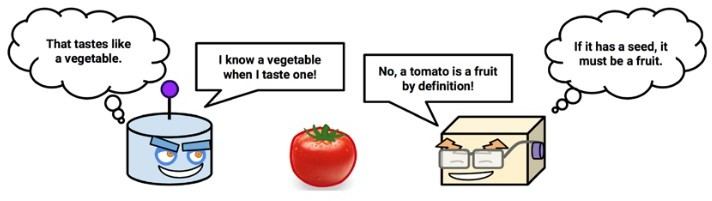 That tastes like
a vegetable.
I know a vegetable
when I taste one!
No, a tomato is a fruit
by definition!
If it has a seed, it
must be a fruit.